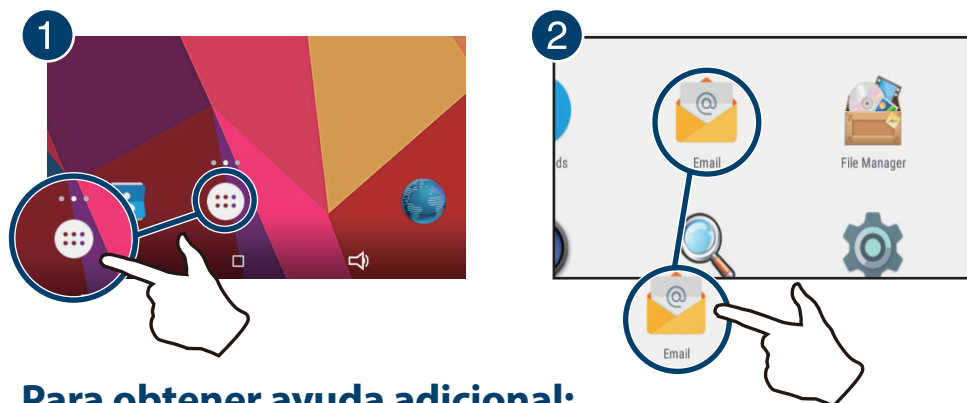 1
2
@
ds
Email
File Manager
@
Email
Para obtener ayuda adicional: